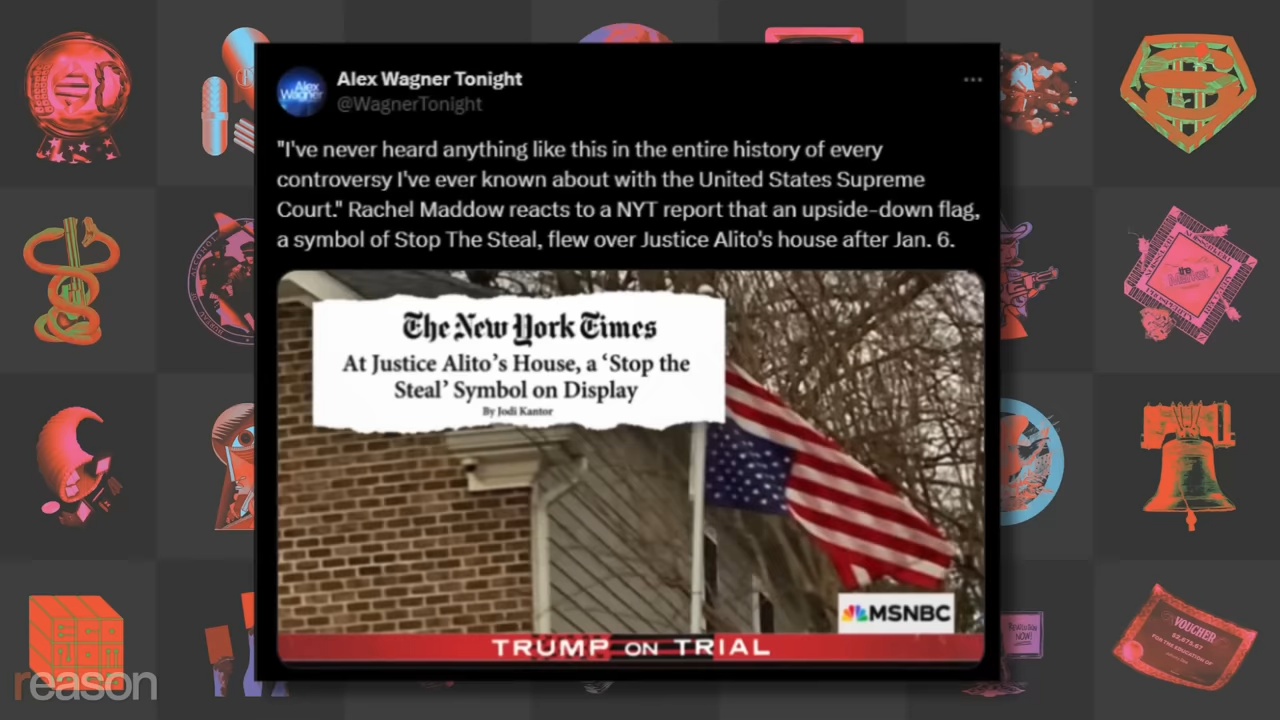 Alex Wagner Tonight
@WagnerTonight
"I've never heard anything like this in the entire history of every
controversy I've ever known about with the United States Supreme
Court." Rachel Maddow reacts to a NYT report that an upside-down flag,
a symbol of Stop The Steal, flew over Justice Alito's house after Jan. 6.
The New York Times
At Justice Alito's House, a ‘Stop the
Steal’ Symbol on Display
By Jodi Kantor
MSNBC
TRUMP ON TRIAL
VOUCHER
reason